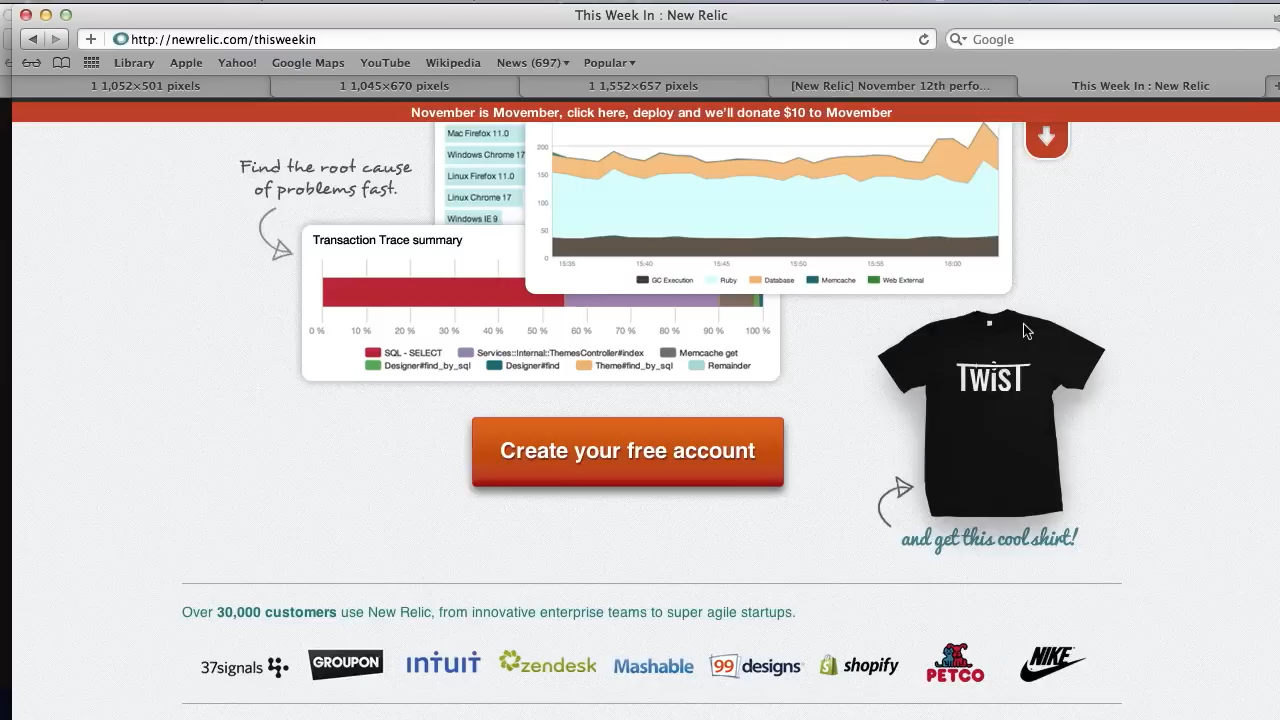 This Week In : New Relic
http://newrelic.com/thisweekin
Google
Library Apple Yahoo! Google Maps YouTube Wikipedia News (697)▾ Popular▾
1 1,052×501 pixels
1 1,045×670 pixels
1 1,552×657 pixels
[New Relic] November 12th perfo...
This Week In : New Relic
November is Movember, click here, deploy and we'll donate $10 to Movember
Find the root cause
of problems fast.
Mac Firefox 11.0
Windows Chrome 17
Linux Firefox 11.0
Linux Chrome 17
Windows IE 9
200
150
100
50
0
15:35 15:40 15:45 15:50 15:55 16:00
GC Execution Ruby Database Memcache Web External
Transaction Trace summary
0 % 10 % 20 % 30 % 40 % 50 % 60 % 70 % 80 % 90 % 100 %
SQL - SELECT Services::Internal::ThemesController#index Memcache get
Designer#find_by_sql Designer#find Theme#find_by_sql Remainder
TWiST
Create your free account
and get this cool shirt!
Over 30,000 customers use New Relic, from innovative enterprise teams to super agile startups.
37signals GROUPON INTUIT zendesk Mashable 99designs shopify PETCO NIKE